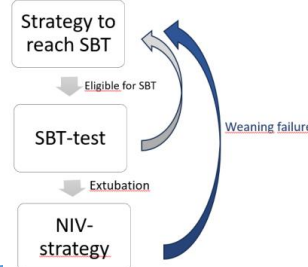 Strategy to
reach SBT
Eligible for SBT
SBT-test
Weaning failure
Extubation
NIV-
strategy